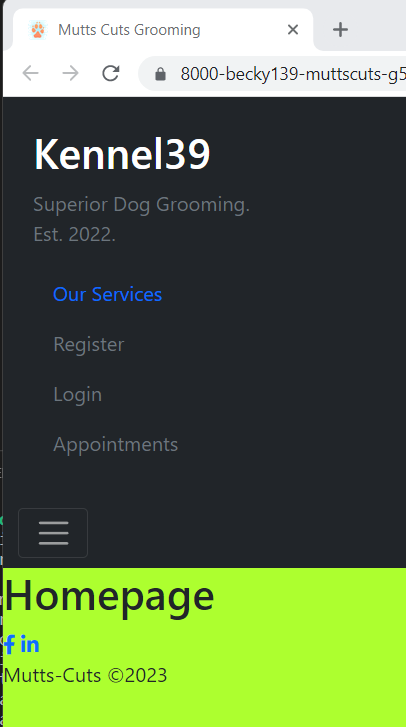 Mutts Cuts Grooming
8000-becky139-muttscuts-g5
Kennel39
Superior Dog Grooming.
Est. 2022.
Our Services
Register
Login
Appointments
Homepage
Mutts-Cuts ©2023